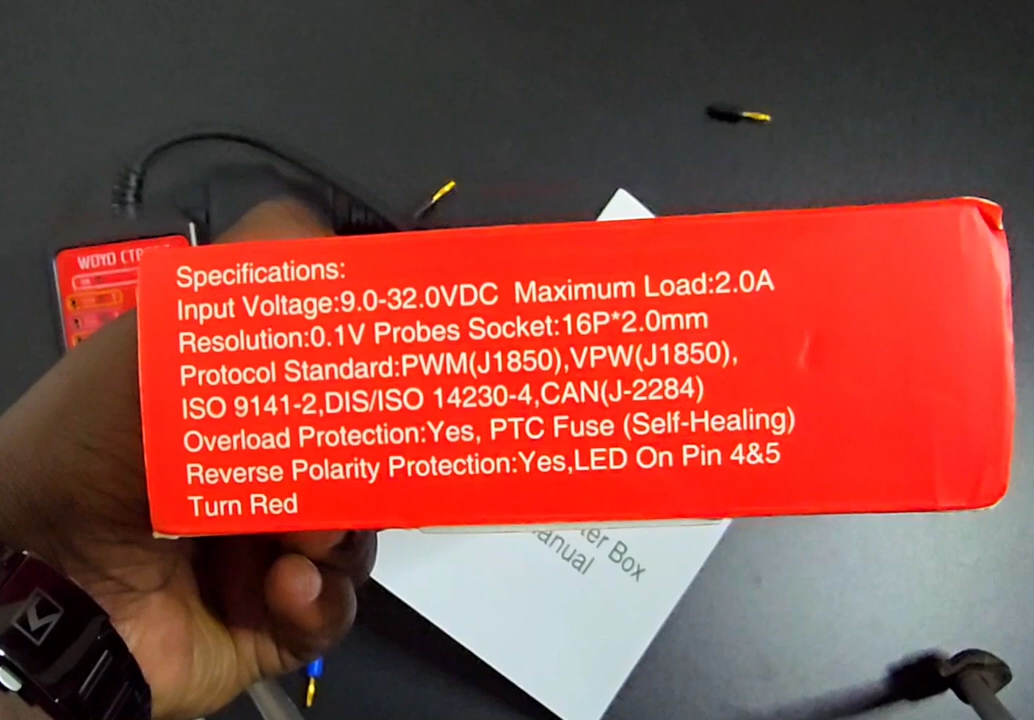 WOYO
Specifications:
Input Voltage:9.0-32.0VDC Maximum Load:2.0A
Resolution:0.1V Probes Socket:16P*2.0mm
Protocol Standard:PWM(J1850),VPW(J1850),
ISO 9141-2,DIS/ISO 14230-4,CAN(J-2284)
Overload Protection:Yes, PTC Fuse (Self-Healing)
Reverse Polarity Protection:Yes,LED On Pin 4&5
Turn Red
Box